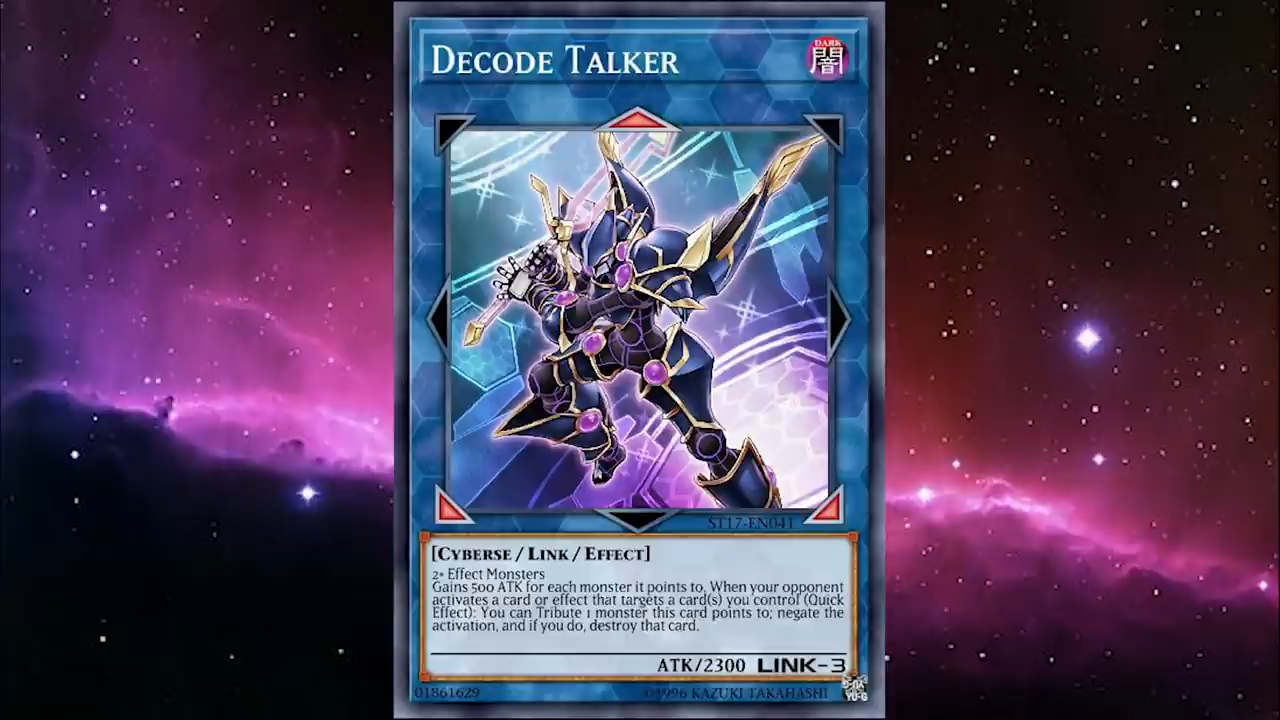 DECODE TALKER
DARK
闇
ST17-EN041
[CYBERSE / LINK / EFFECT]
2+ Effect Monsters
Gains 500 ATK for each monster it points to. When your opponent
activates a card or effect that targets a card(s) you control (Quick
Effect): You can Tribute 1 monster this card points to; negate the
activation, and if you do, destroy that card.
ATK/2300 LINK-3
01861629
©1996 KAZUKI TAKAHASHI